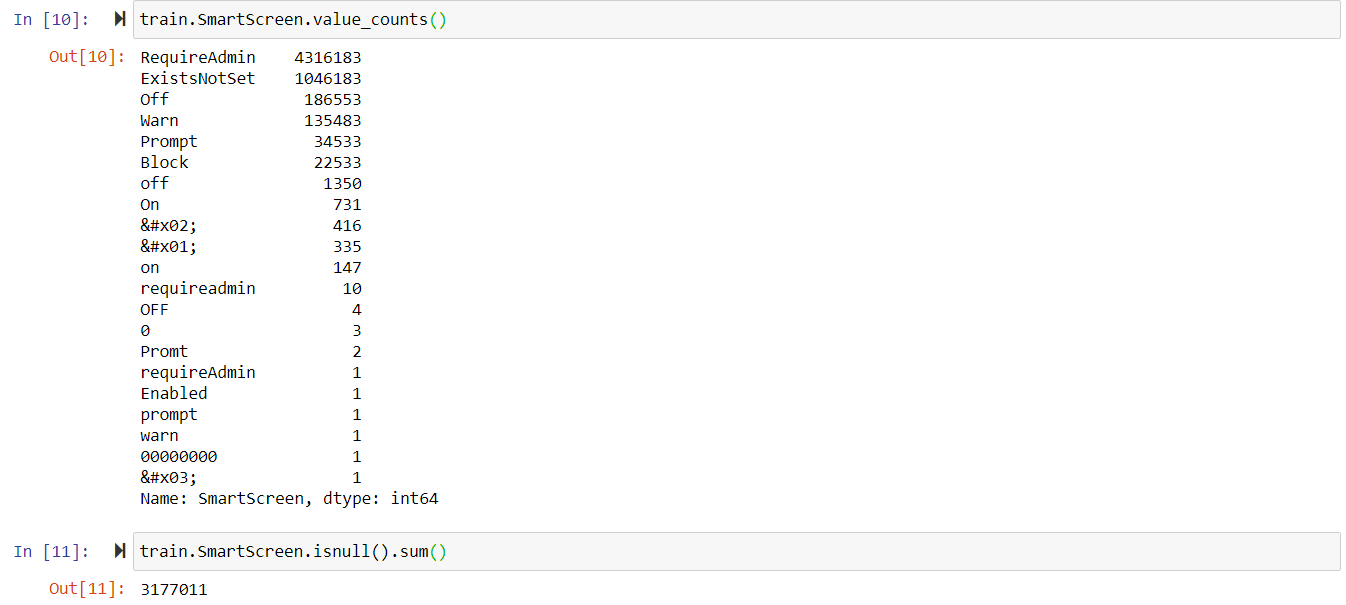 In [10]: train.SmartScreen.value_counts()
Out[10]: RequireAdmin 4316183
ExistsNotSet 1046183
Off 186553
Warn 135483
Prompt 34533
Block 22533
off 1350
On 731
&#x02; 416
&#x01; 335
on 147
requireadmin 10
OFF 4
0 3
Promt 2
requireAdmin 1
Enabled 1
prompt 1
warn 1
00000000 1
&#x03; 1
Name: SmartScreen, dtype: int64
In [11]: train.SmartScreen.isnull().sum()
Out[11]: 3177011